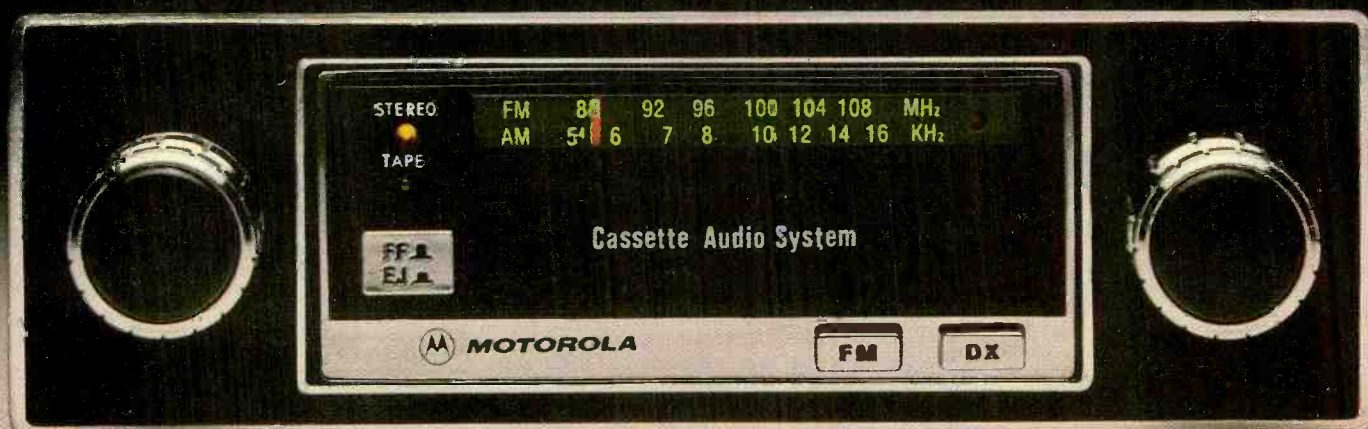 STEREO
FM 88 92 96 100 104 108 MHz
AM 54 6 7 8 10 12 14 16 KHz
TAPE
FF
EJ
Cassette Audio System
MOTOROLA
FM
DX